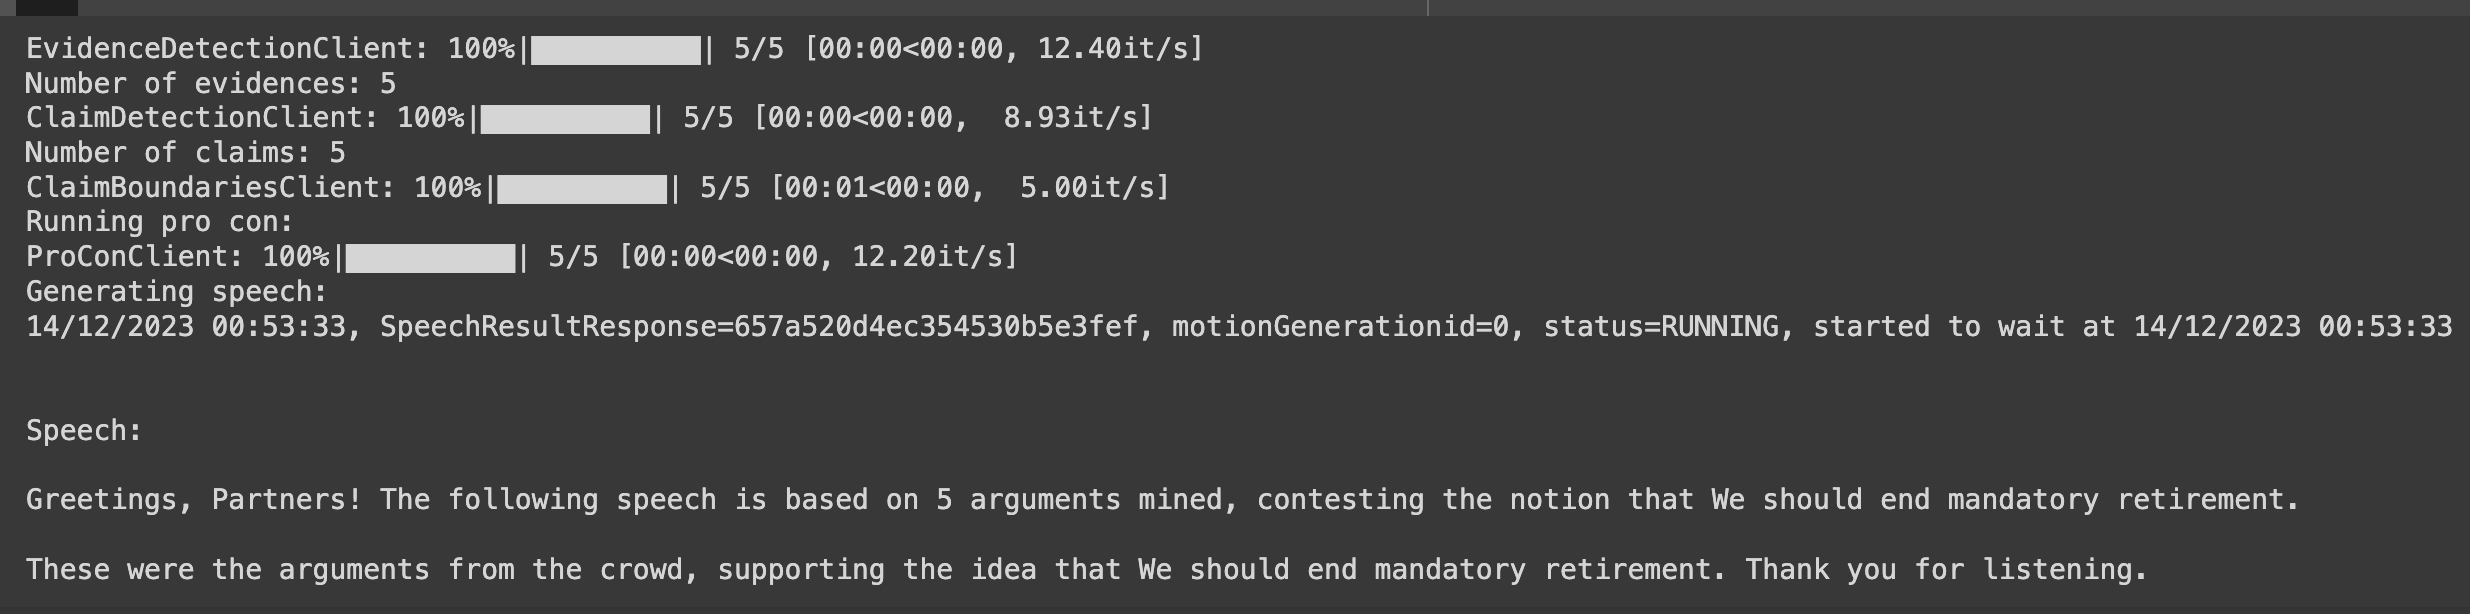 EvidenceDetectionClient: 100%|██████████| 5/5 [00:00<00:00, 12.40it/s]
Number of evidences: 5
ClaimDetectionClient: 100%|██████████| 5/5 [00:00<00:00,  8.93it/s]
Number of claims: 5
ClaimBoundariesClient: 100%|██████████| 5/5 [00:01<00:00,  5.00it/s]
Running pro con:
ProConClient: 100%|██████████| 5/5 [00:00<00:00, 12.20it/s]
Generating speech:
14/12/2023 00:53:33, SpeechResultResponse=657a520d4ec354530b5e3fef, motionGenerationid=0, status=RUNNING, started to wait at 14/12/2023 00:53:33
Speech:
Greetings, Partners! The following speech is based on 5 arguments mined, contesting the notion that We should end mandatory retirement.
These were the arguments from the crowd, supporting the idea that We should end mandatory retirement. Thank you for listening.